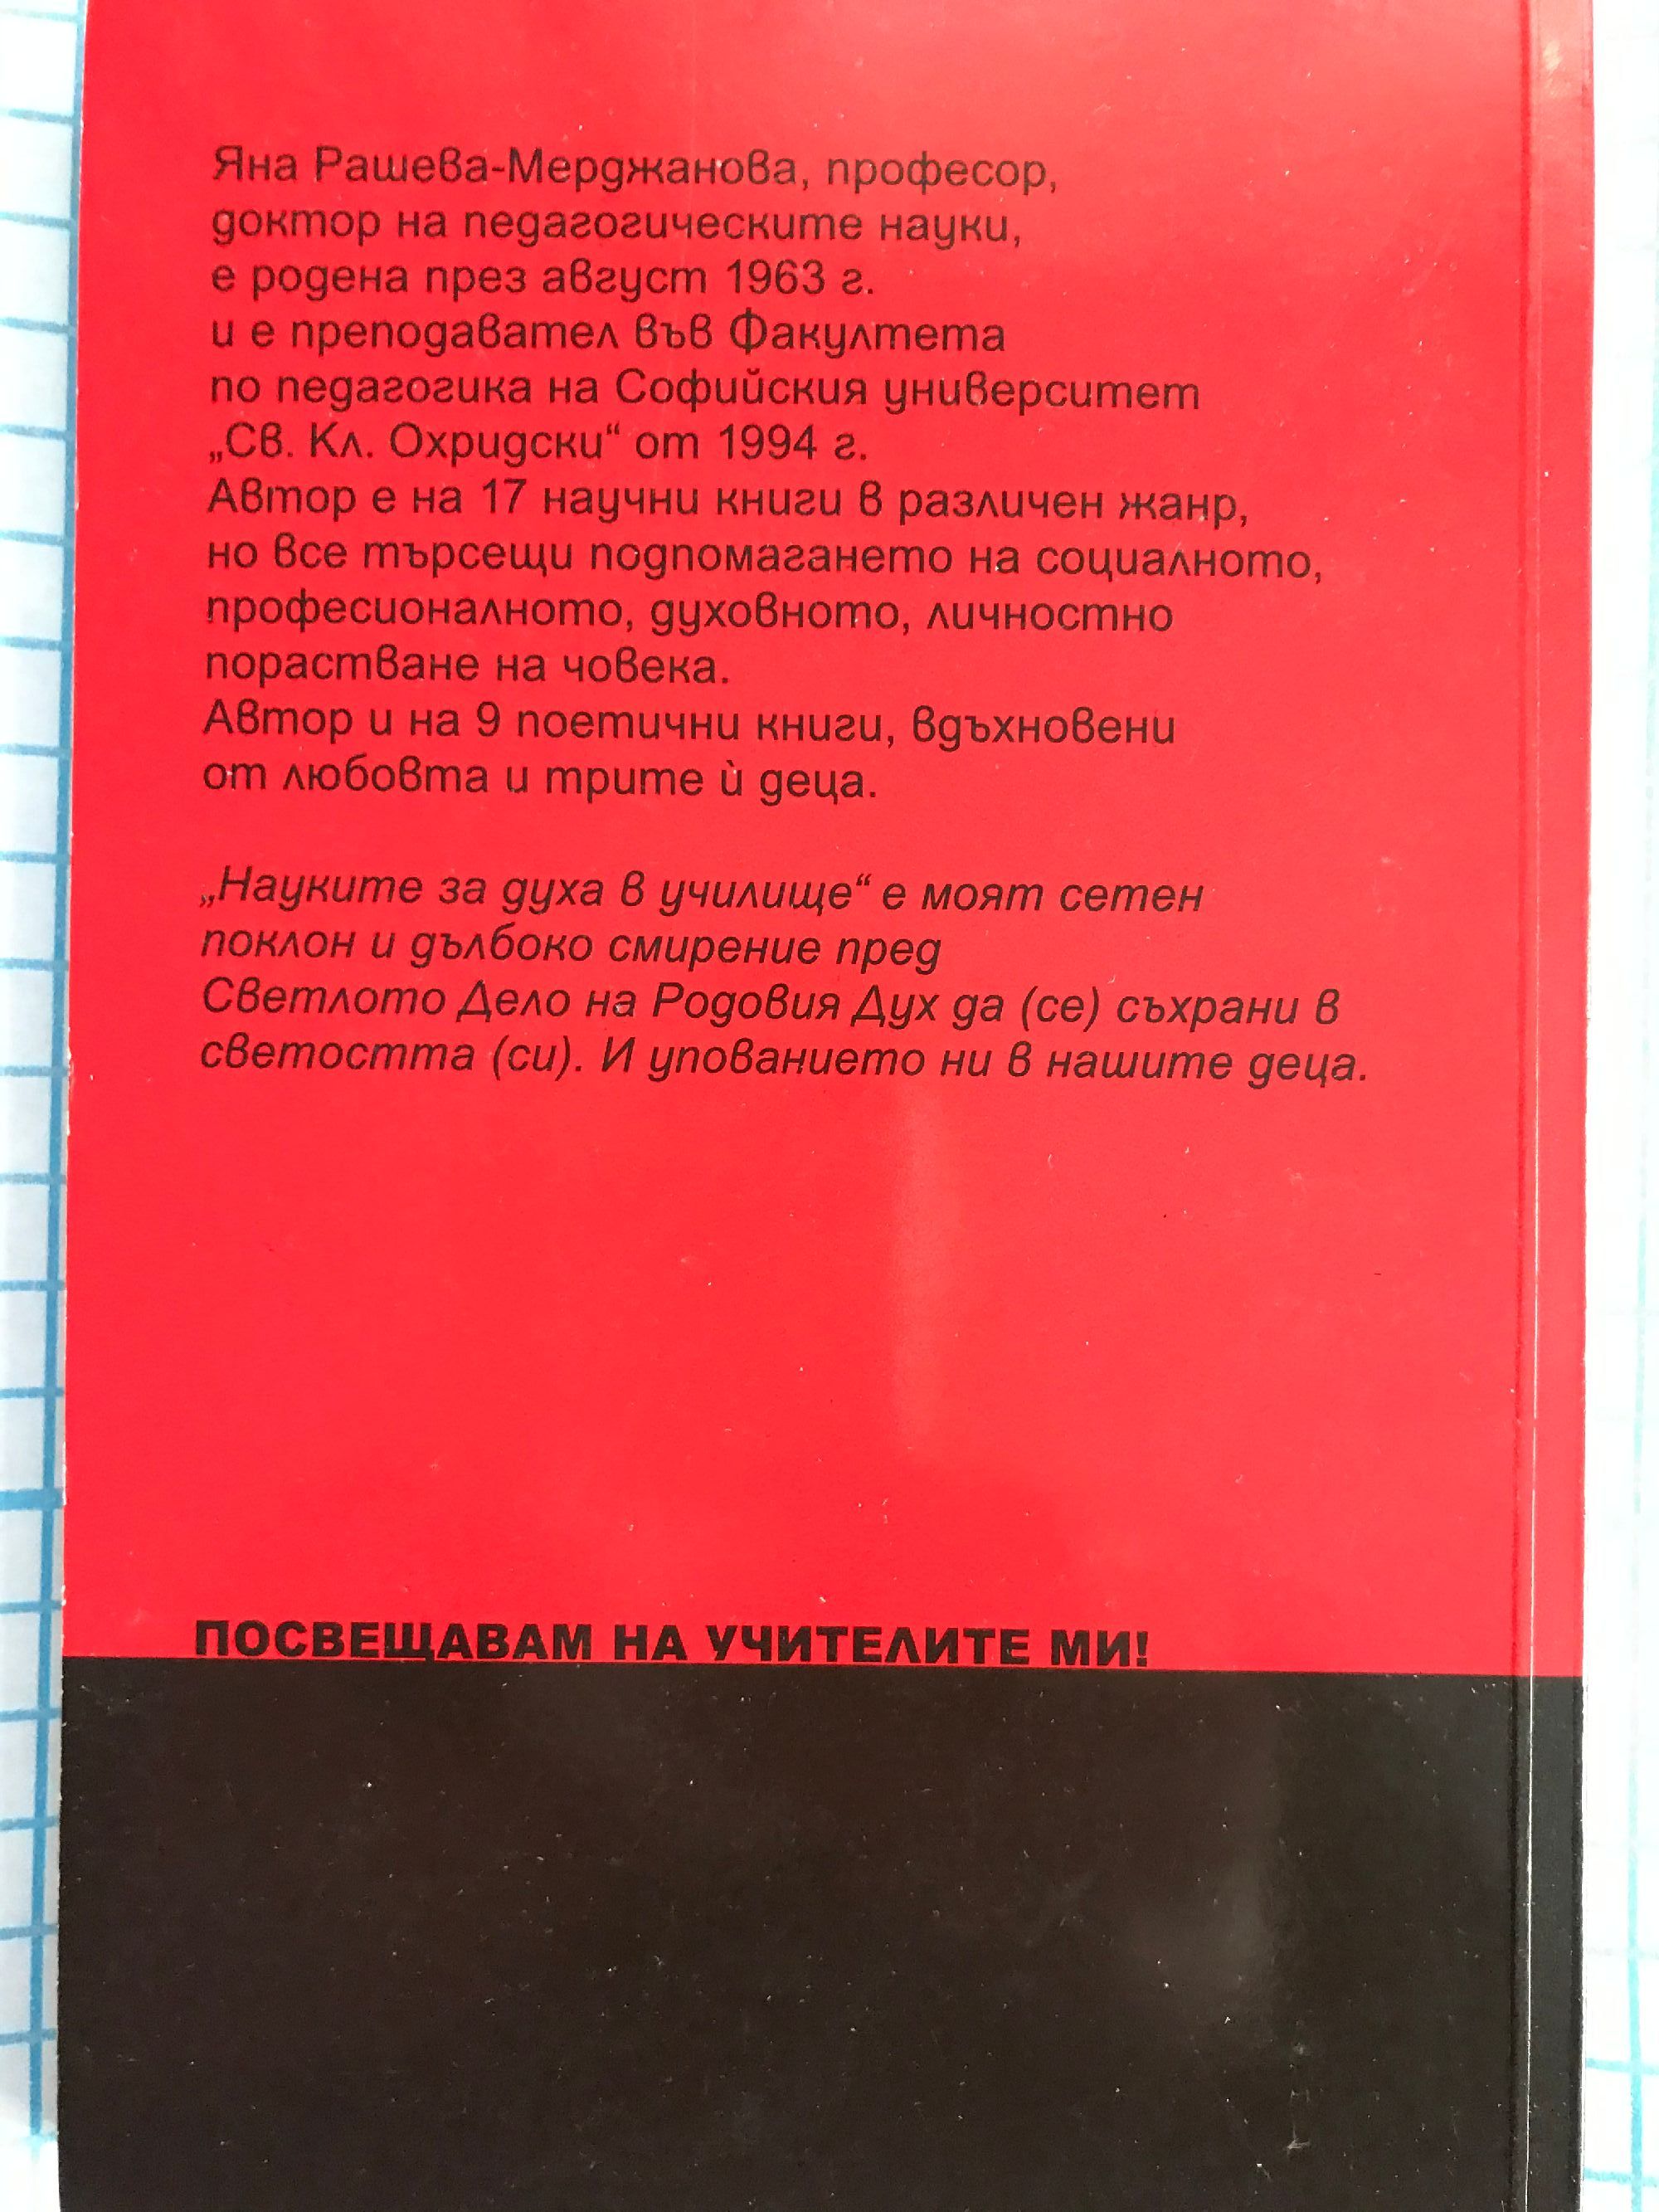 Яна Рашева-Мерджанова, професор,
доктор на педагогическите науки,
е родена през август 1963 г.
и е преподавател във Факултета
по педагогика на Софийския университет
„Св. Кл. Охридски“ от 1994 г.
Автор е на 17 научни книги в различен жанр,
но все търсещи подпомагането на социалното,
професионалното, духовното, личностно
порастване на човека.
Автор и на 9 поетични книги, вдъхновени
от любовта и трите ѝ деца.
„Науките за духа в училище“ е моят сетен
поклон и дълбоко смирение пред
Светлото Дело на Родовия Дух да (се) съхрани в
светостта (си). И упованието ни в нашите деца.
ПОСВЕЩАВАМ НА УЧИТЕЛИТЕ МИ!